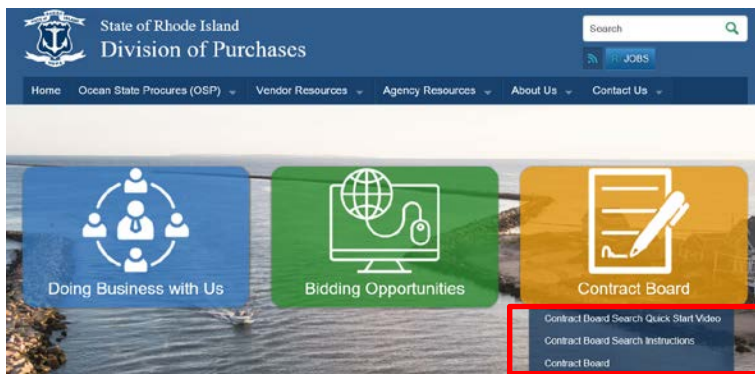 State of Rhode Island
Division of Purchases
Search
RI JOBS
Home Ocean State Procures (OSP) Vendor Resources Agency Resources About Us Contact Us
Doing Business with Us
Bidding Opportunities
Contract Board
Contract Board Search Quick Start Video
Contract Board Search Instructions
Contract Board